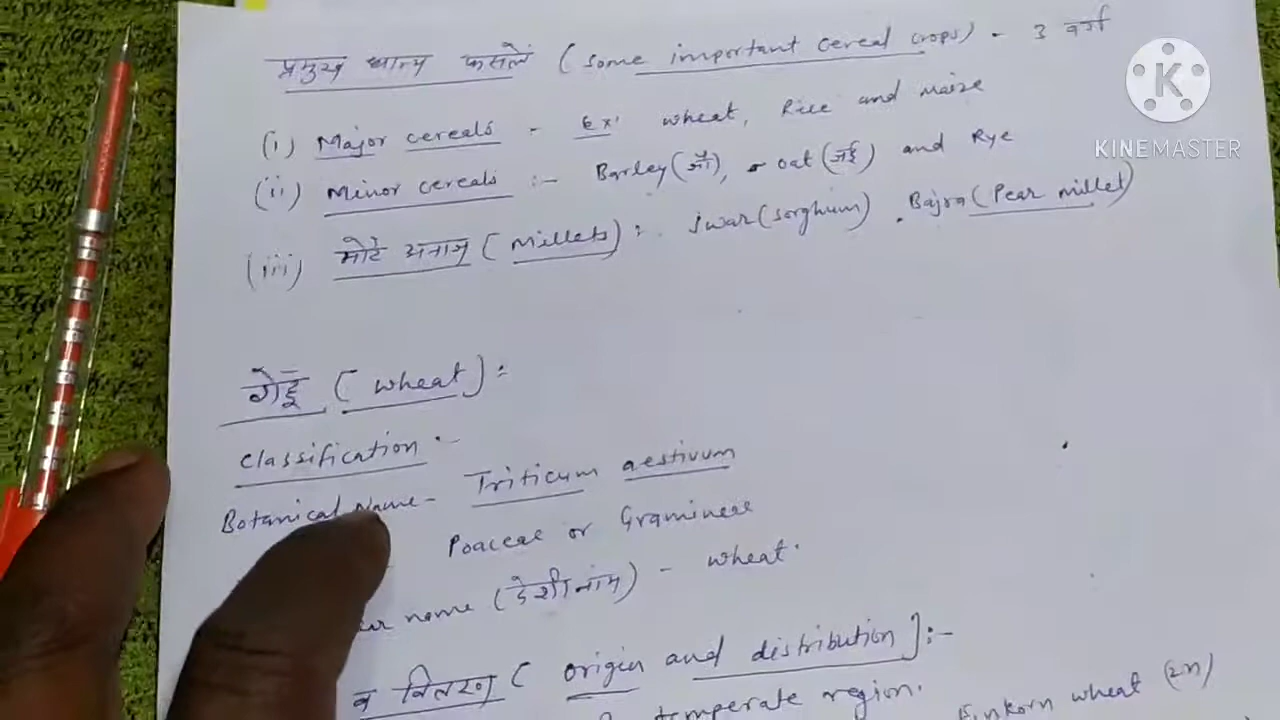 प्रमुख धान्य फसलें (Some important cereal crops) - 3 वर्ग
(i) Major cereals - Ex' wheat, Rice and maize
(ii) Minor cereals :- Barley (जौ), oat (जई) and Rye
(iii) मोटे अनाज (Millets) :- Jwar (sorghum) . Bajra (Pear millet)
गेहूँ (wheat) :-
Classification :-
Botanical Name - Triticum aestivum
Poaceae or Gramineae
name (देशी नाम) - wheat.
व वितरण ( origin and distribution ] :-
temperate region.
Einkorn wheat (2n)
K
KINEMASTER